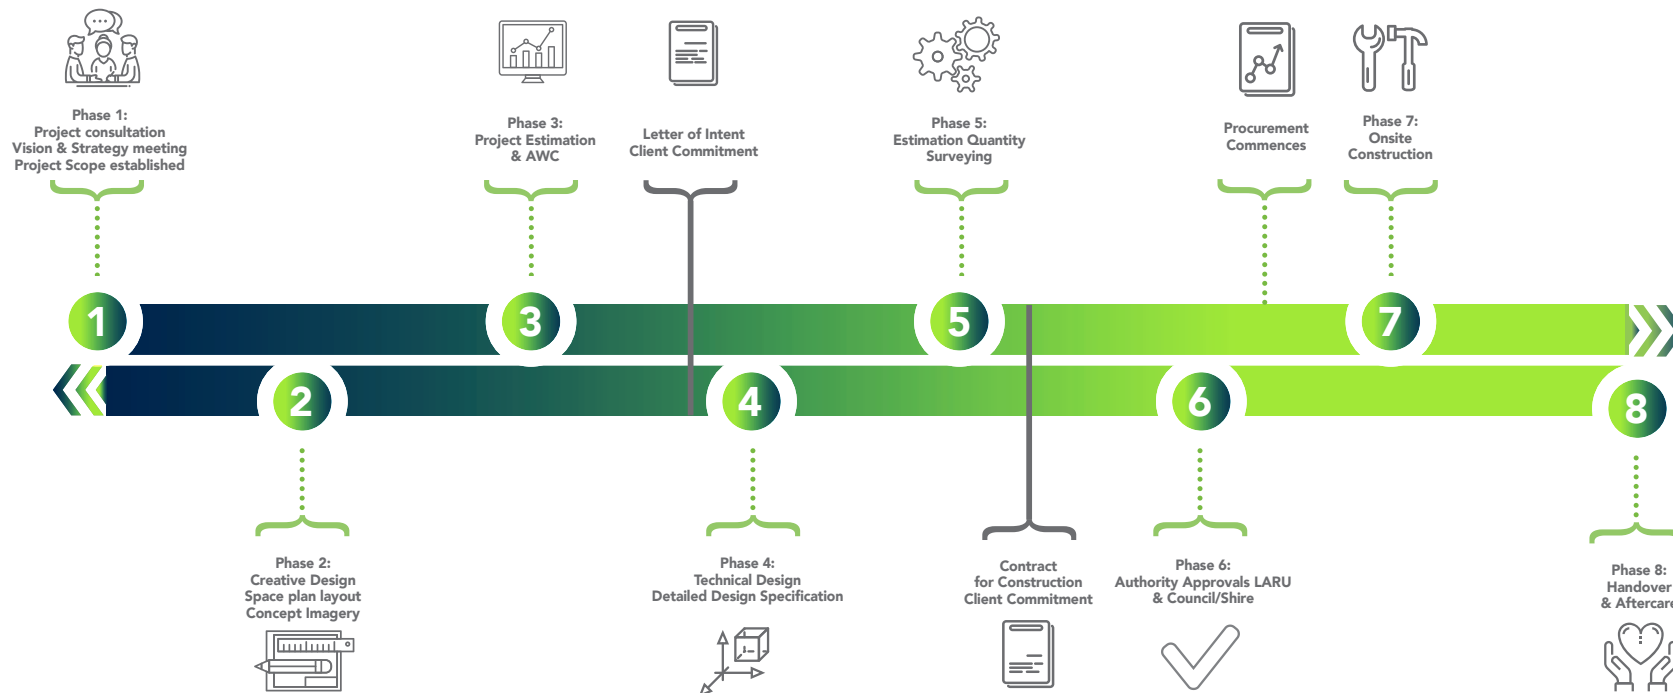 Phase 1:
Project consultation
Vision & Strategy meeting
Project Scope established
Phase 3:
Project Estimation
& AWC
Letter of Intent
Client Commitment
Phase 5:
Estimation Quantity
Surveying
Procurement
Commences
Phase 7:
Onsite
Construction
1
3
5
7
2
4
6
8
Phase 2:
Creative Design
Space plan layout
Concept Imagery
Phase 4:
Technical Design
Detailed Design Specification
Contract
for Construction
Client Commitment
Phase 6:
Authority Approvals LARU
& Council/Shire
Phase 8:
Handover
& Aftercare